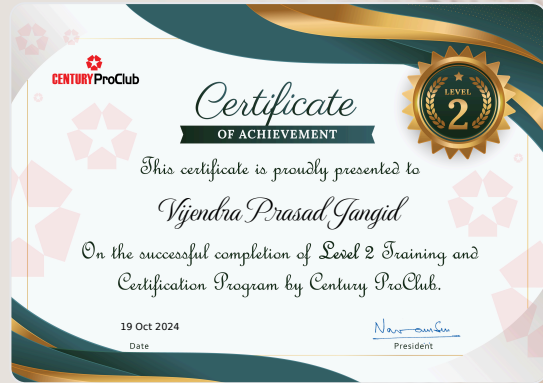 CENTURY ProClub
Certificate
OF ACHIEVEMENT
LEVEL
2
This certificate is proudly presented to
Vijendra Prasad Jangid
On the successful completion of Level 2 Training and
Certification Program by Century ProClub.
19 Oct 2024
Date
President